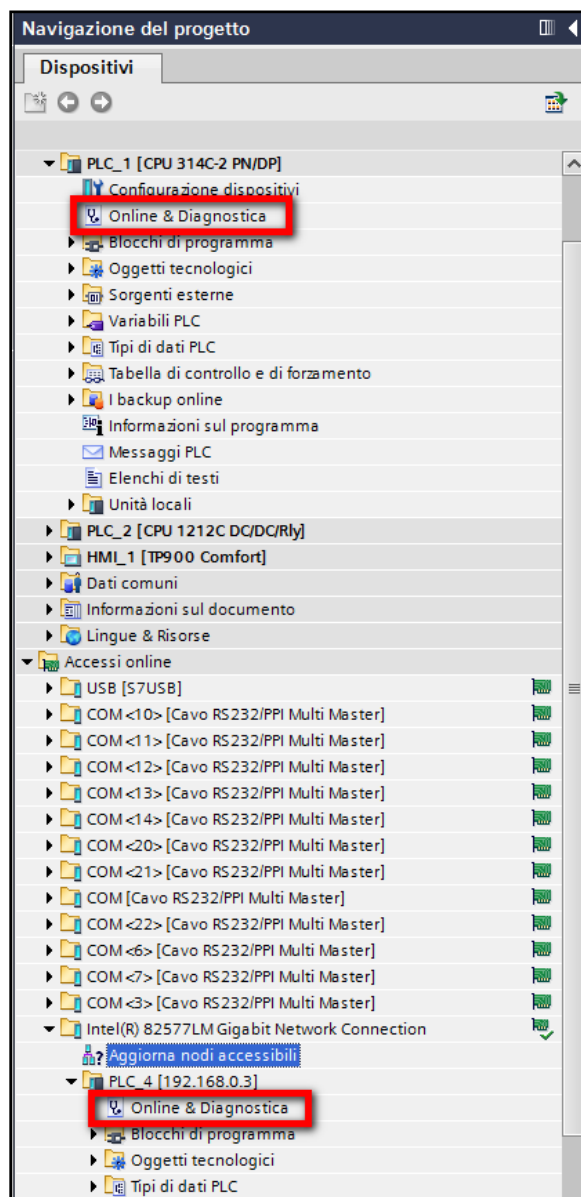 Navigazione del progetto
Dispositivi
PLC_1 [CPU 314C-2 PN/DP]
Configurazione dispositivi
Online & Diagnostica
Blocchi di programma
Oggetti tecnologici
Sorgenti esterne
Variabili PLC
Tipi di dati PLC
Tabella di controllo e di forzamento
I backup online
Informazioni sul programma
Messaggi PLC
Elenchi di testi
Unità locali
PLC_2 [CPU 1212C DC/DC/Rly]
HMI_1 [TP900 Comfort]
Dati comuni
Informazioni sul documento
Lingue & Risorse
Accessi online
USB [S7USB]
COM <10> [Cavo RS232/PPI Multi Master]
COM <11> [Cavo RS232/PPI Multi Master]
COM <12> [Cavo RS232/PPI Multi Master]
COM <13> [Cavo RS232/PPI Multi Master]
COM <14> [Cavo RS232/PPI Multi Master]
COM <20> [Cavo RS232/PPI Multi Master]
COM <21> [Cavo RS232/PPI Multi Master]
COM [Cavo RS232/PPI Multi Master]
COM <22> [Cavo RS232/PPI Multi Master]
COM <6> [Cavo RS232/PPI Multi Master]
COM <7> [Cavo RS232/PPI Multi Master]
COM <3> [Cavo RS232/PPI Multi Master]
Intel(R) 82577LM Gigabit Network Connection
Aggiorna nodi accessibili
PLC_4 [192.168.0.3]
Online & Diagnostica
Blocchi di programma
Oggetti tecnologici
Tipi di dati PLC